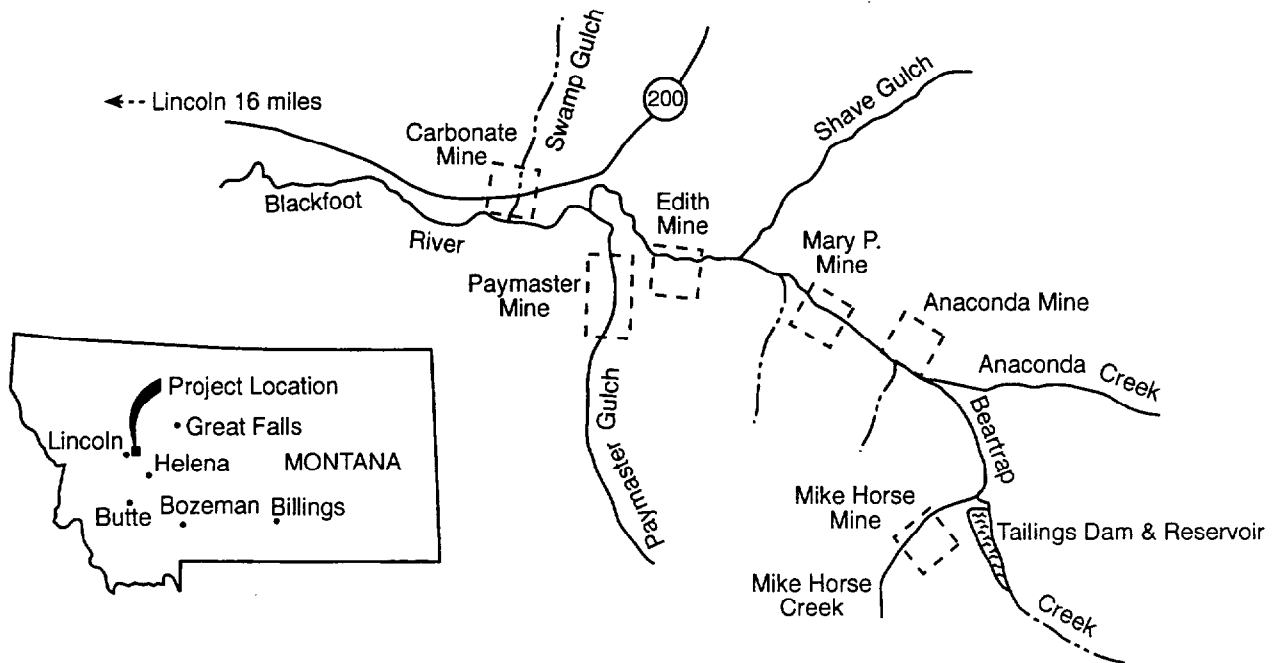 Lincoln 16 miles
Swamp Gulch
200
Shave Gulch
Carbonate
Mine
Blackfoot
River
Edith
Mine
Mary P.
Mine
Paymaster
Mine
Anaconda Mine
Anaconda Creek
Beartrap
Paymaster Gulch
Mike Horse
Mine
Tailings Dam & Reservoir
Mike Horse
Creek
Creek
Project Location
Great Falls
Lincoln
Helena
MONTANA
Butte
Bozeman
Billings